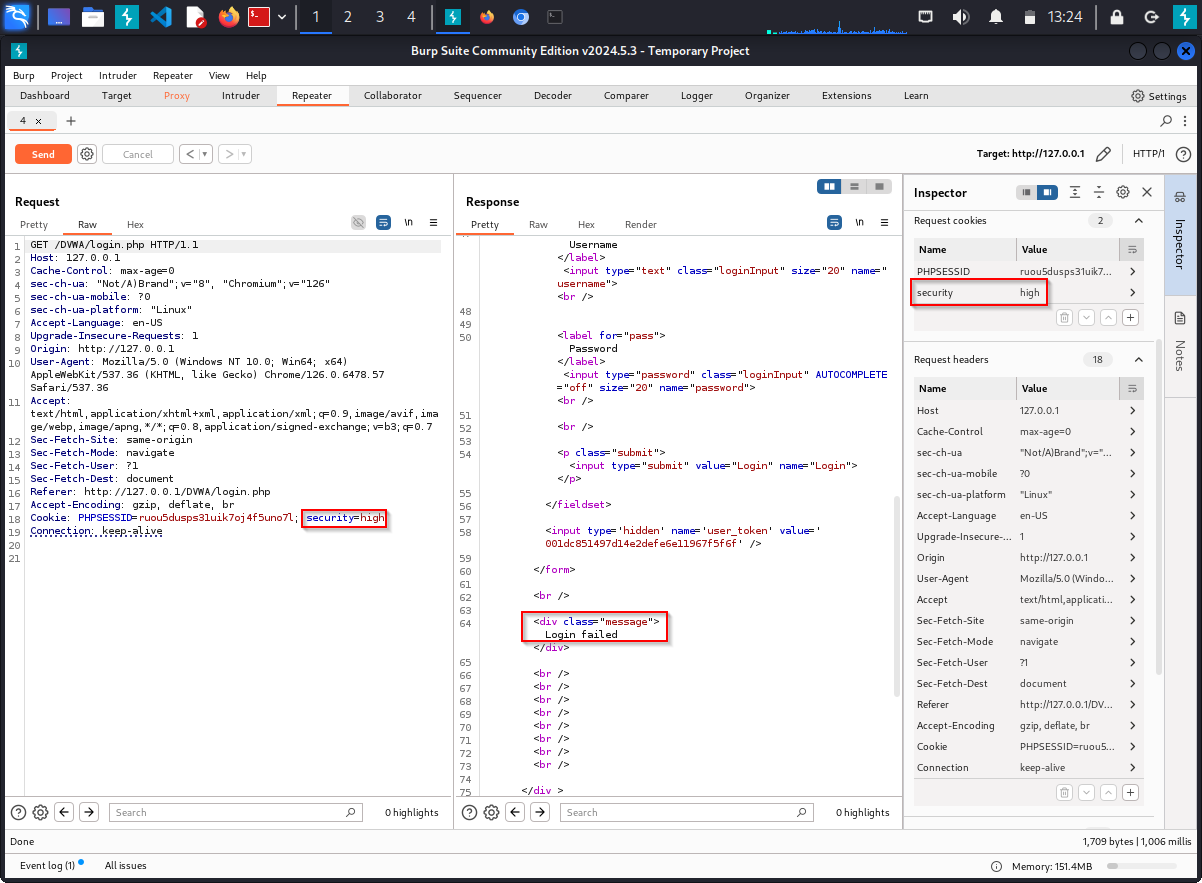 1 2 3 4 13:24
Burp Suite Community Edition v2024.5.3 - Temporary Project
Burp Project Intruder Repeater View Help
Dashboard Target Proxy Intruder Repeater Collaborator Sequencer Decoder Comparer Logger Organizer Extensions Learn Settings
4 × +
Send Cancel < > Target: http://127.0.0.1 HTTP/1 ?
Request
Pretty Raw Hex \n
1 GET /DVWA/login.php HTTP/1.1
2 Host: 127.0.0.1
3 Cache-Control: max-age=0
4 sec-ch-ua: "Not/A)Brand";v="8", "Chromium";v="126"
5 sec-ch-ua-mobile: ?0
6 sec-ch-ua-platform: "Linux"
7 Accept-Language: en-US
8 Upgrade-Insecure-Requests: 1
9 Origin: http://127.0.0.1
10 User-Agent: Mozilla/5.0 (Windows NT 10.0; Win64; x64)
AppleWebKit/537.36 (KHTML, like Gecko) Chrome/126.0.6478.57
Safari/537.36
11 Accept:
text/html,application/xhtml+xml,application/xml;q=0.9,image/avif,ima
ge/webp,image/apng,*/*;q=0.8,application/signed-exchange;v=b3;q=0.7
12 Sec-Fetch-Site: same-origin
13 Sec-Fetch-Mode: navigate
14 Sec-Fetch-User: ?1
15 Sec-Fetch-Dest: document
16 Referer: http://127.0.0.1/DVWA/login.php
17 Accept-Encoding: gzip, deflate, br
18 Cookie: PHPSESSID=ruou5dusps31uik7oj4f5uno7l; security=high
19 Connection: keep-alive
20
21
Search 0 highlights
Response
Pretty Raw Hex Render \n
Username
</label>
<input type="text" class="loginInput" size="20" name="
username">
<br />
48
49
50 <label for="pass">
Password
</label>
<input type="password" class="loginInput" AUTOCOMPLETE
="off" size="20" name="password">
<br />
51
52 <br />
53
54 <p class="submit">
<input type="submit" value="Login" name="Login">
</p>
55
56 </fieldset>
57
58 <input type='hidden' name='user_token' value='
001dc851497d14e2defe6e11967f5f6f' />
59
60 </form>
61
62 <br />
63
64 <div class="message">
Login failed
</div>
65
66 <br />
67 <br />
68 <br />
69 <br />
70 <br />
71 <br />
72 <br />
73 <br />
74
75 </div >
Search 0 highlights
Inspector
Request cookies 2
Name Value
PHPSESSID ruou5dusps31uik7...
security high
Request headers 18
Name Value
Host 127.0.0.1
Cache-Control max-age=0
sec-ch-ua "Not/A)Brand";v="...
sec-ch-ua-mobile ?0
sec-ch-ua-platform "Linux"
Accept-Language en-US
Upgrade-Insecure-... 1
Origin http://127.0.0.1
User-Agent Mozilla/5.0 (Windo...
Accept text/html,applicati...
Sec-Fetch-Site same-origin
Sec-Fetch-Mode navigate
Sec-Fetch-User ?1
Sec-Fetch-Dest document
Referer http://127.0.0.1/DV...
Accept-Encoding gzip, deflate, br
Cookie PHPSESSID=ruou5...
Connection keep-alive
Inspector
Notes
Done 1,709 bytes | 1,006 millis
Event log (1) All issues Memory: 151.4MB